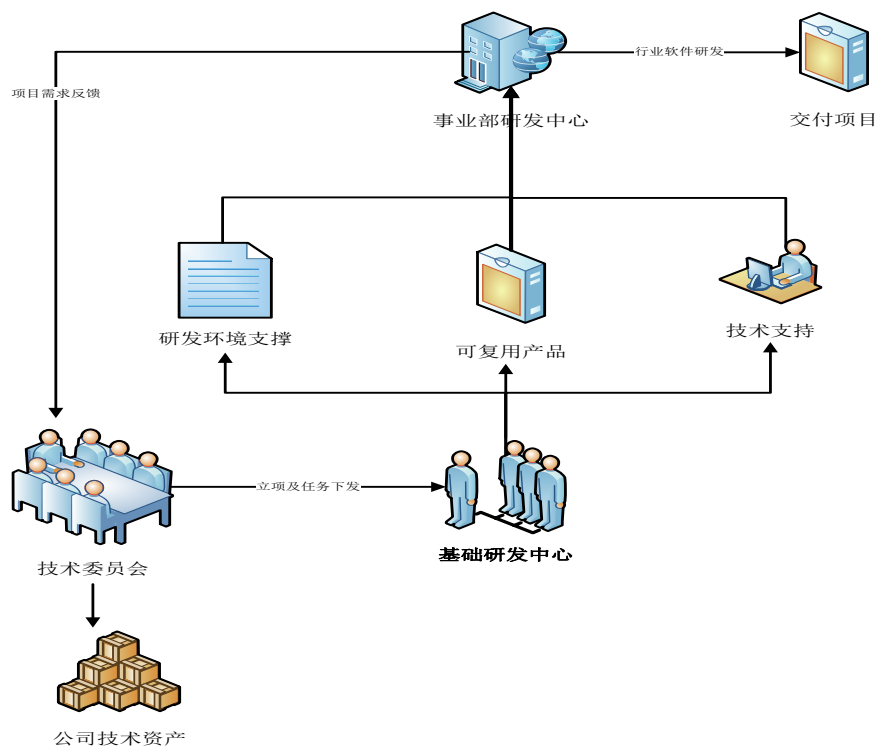 行业软件研发
项目需求反馈
事业部研发中心
交付项目
研发环境支撑
可复用产品
技术支持
立项及任务下发
基础研发中心
技术委员会
公司技术资产